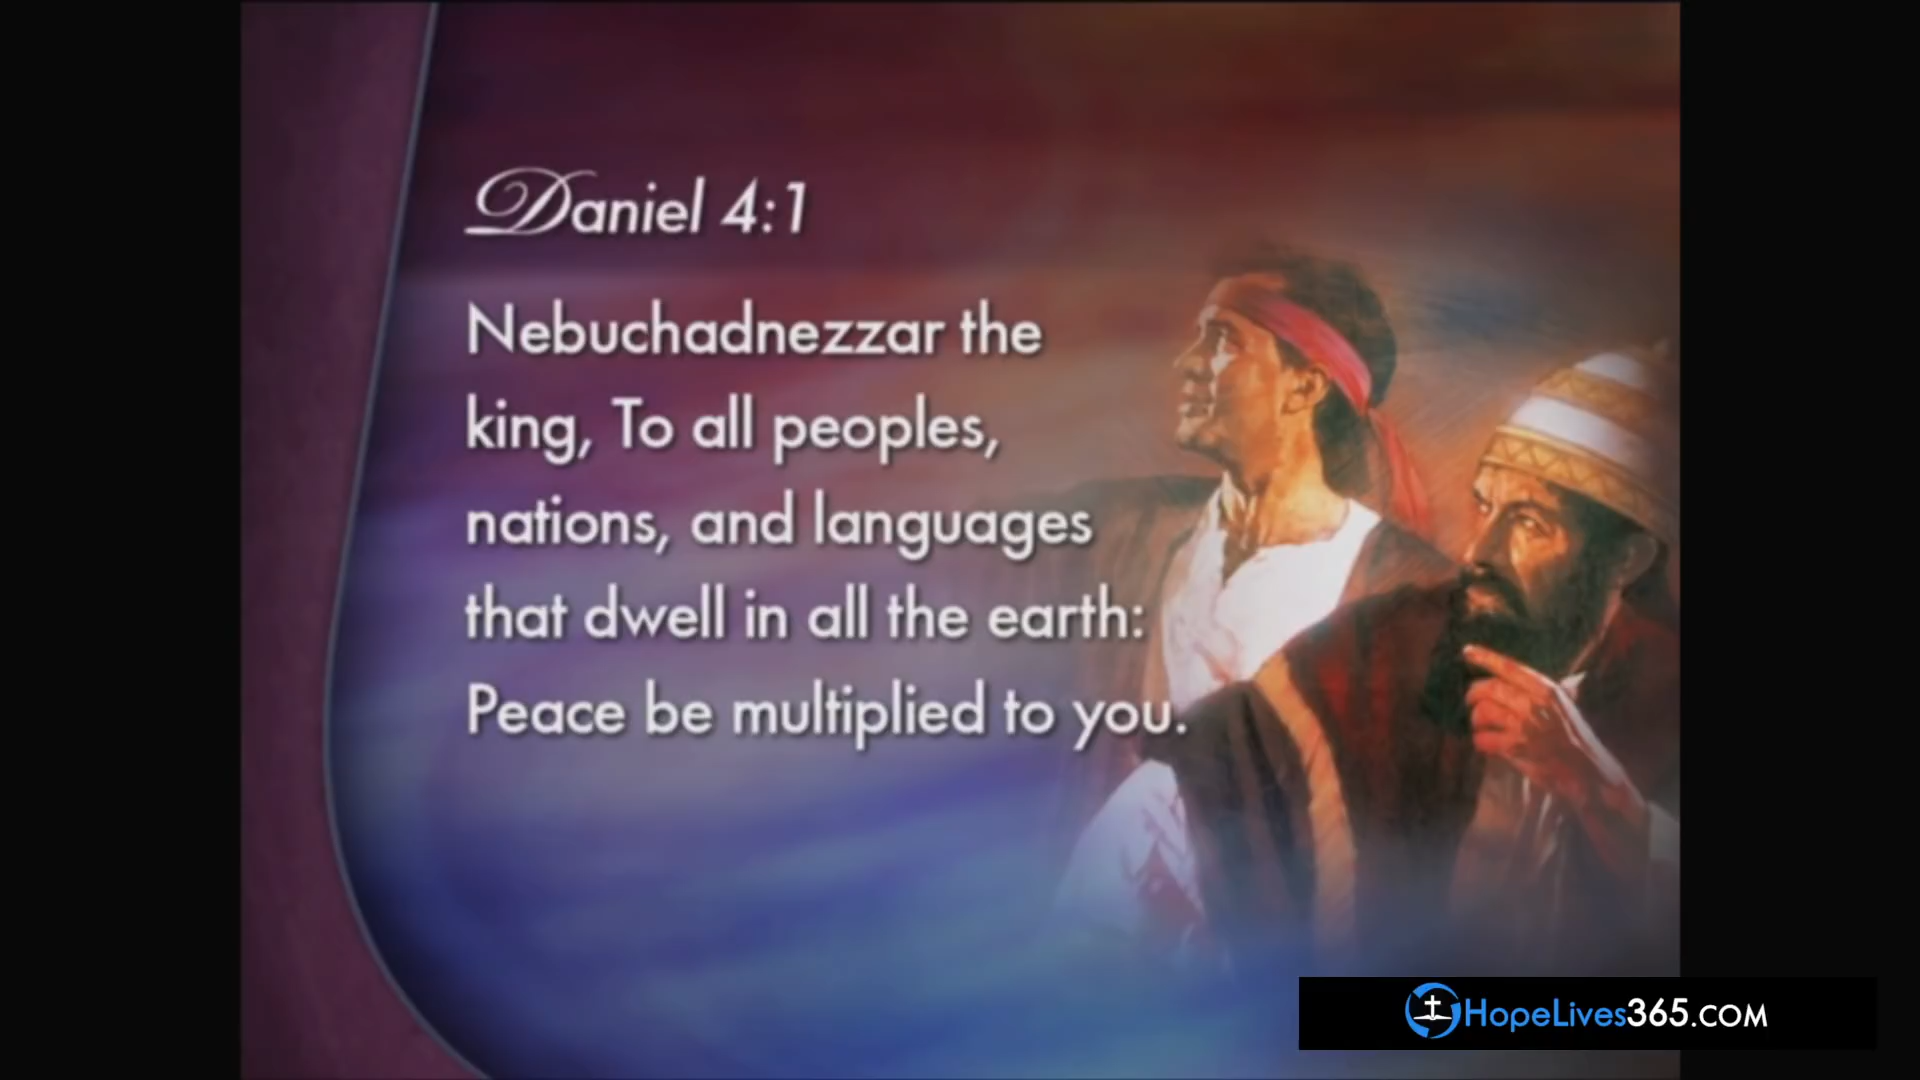 Daniel 4:1
Nebuchadnezzar the
king, To all peoples,
nations, and languages
that dwell in all the earth:
Peace be multiplied to you.
HopeLives365.COM